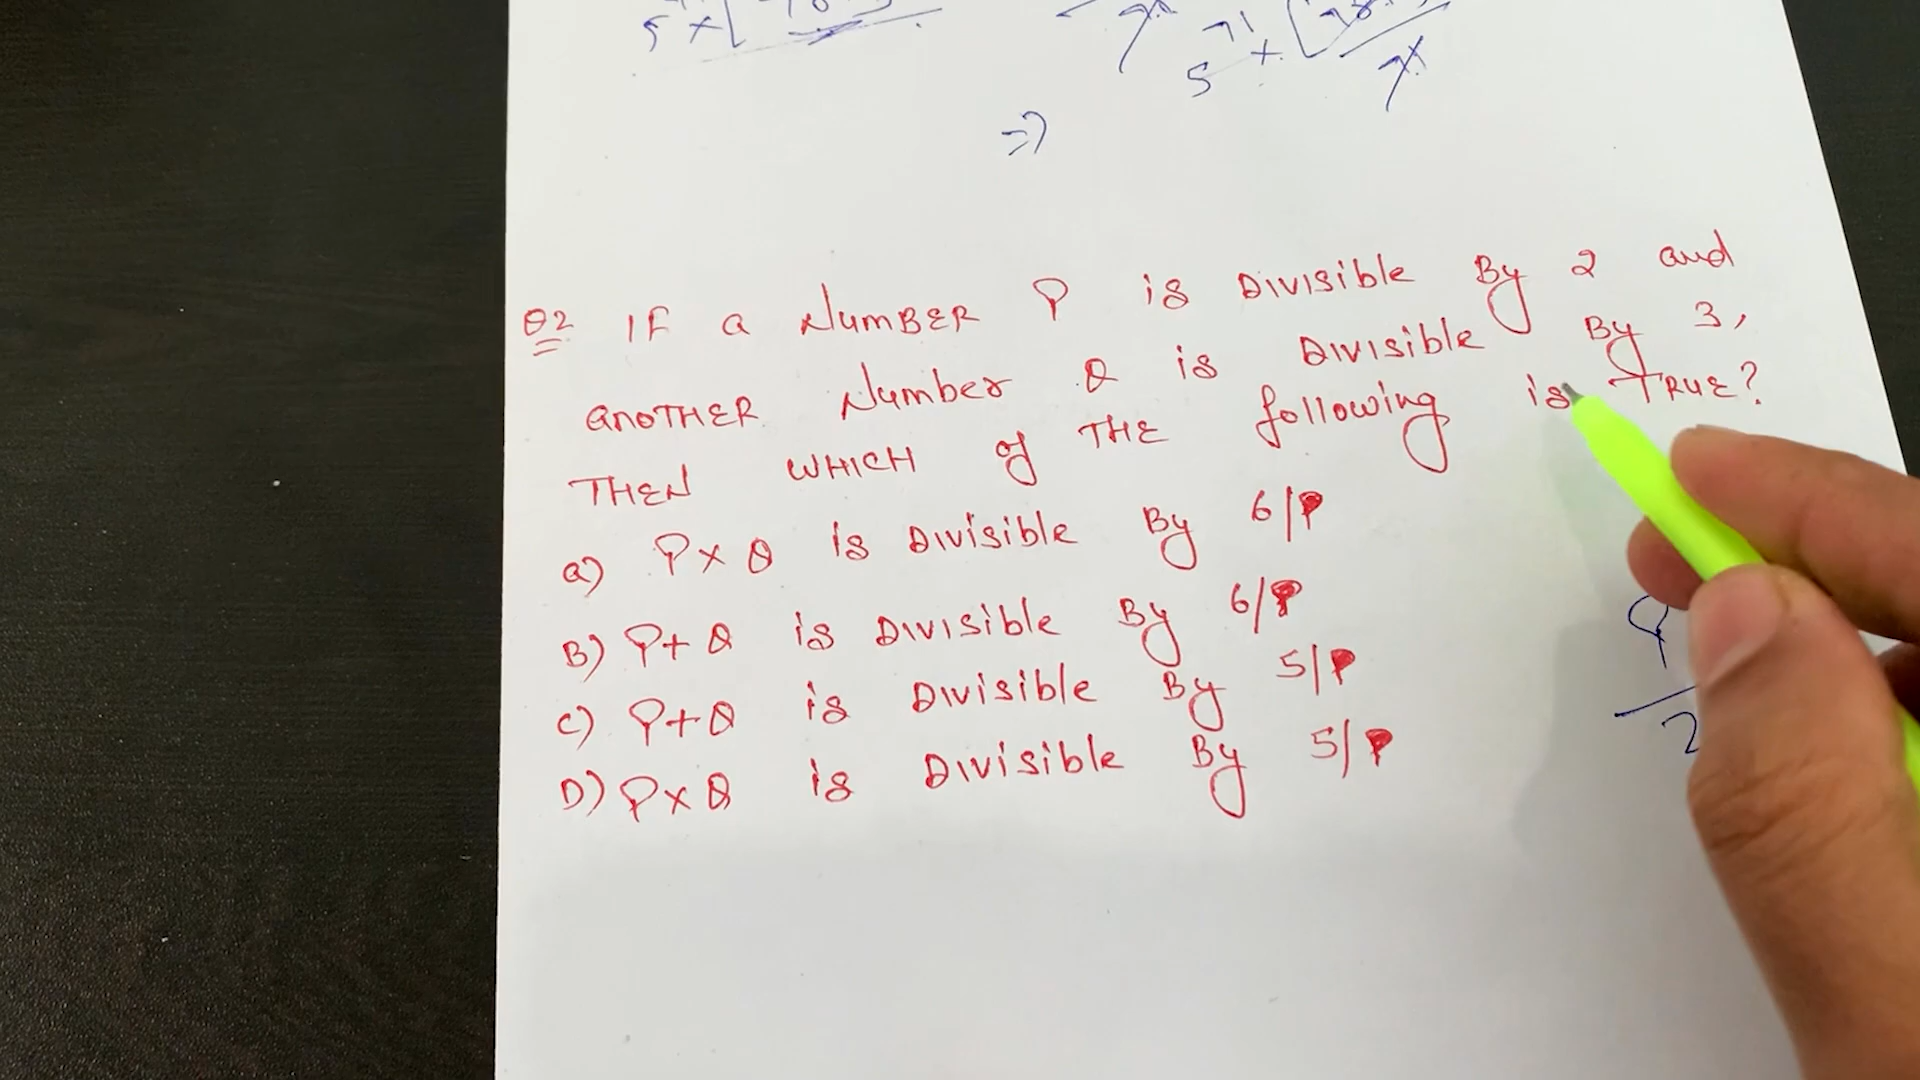 =>
Q2 IF a NumBER P is DIVISible By 2 and
anOTHER Number Q is DIVISible By 3,
THEN WHICH of THE following is TRUE?
a) P x Q is Divisible By 6/P
B) P+ Q is DIVISible By 6/P
C) P+Q is Divisible By 5/P
D) P x Q is Divisible By 5/P
P
2